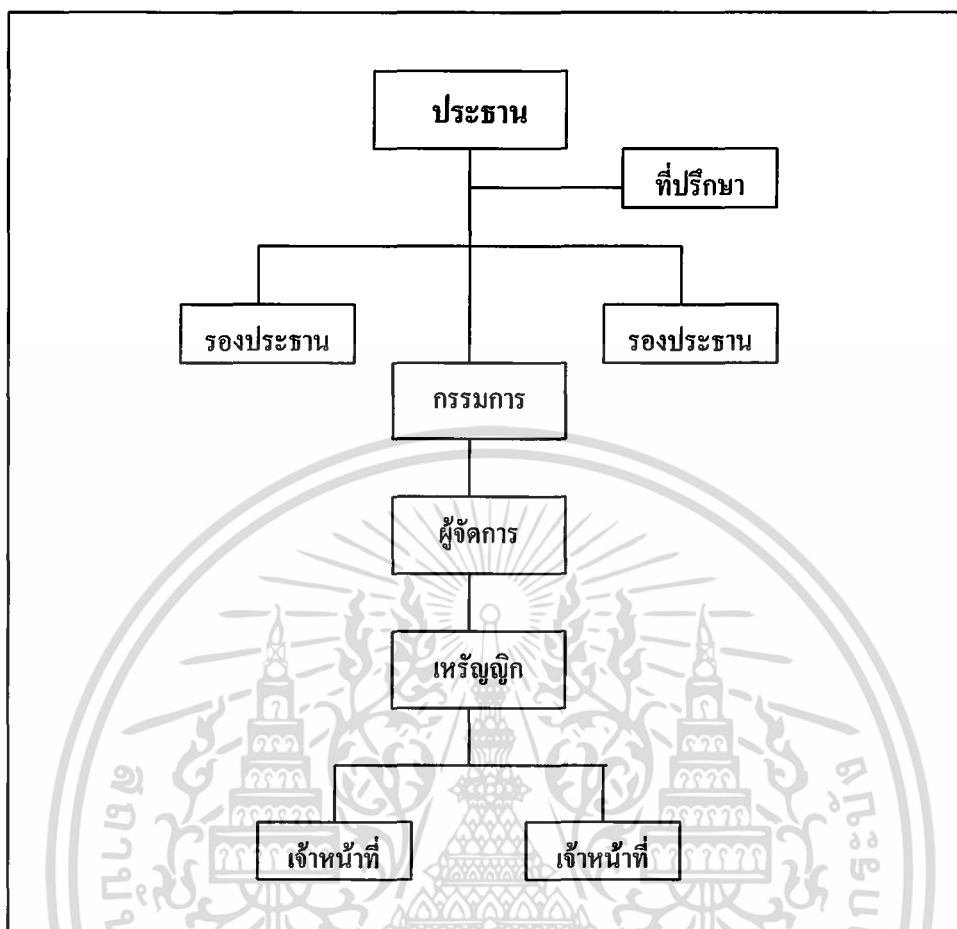 ประธาน
ที่ปรึกษา
รองประธาน
รองประธาน
กรรมการ
ผู้จัดการ
เหรัญญิก
เจ้าหน้าที่
เจ้าหน้าที่